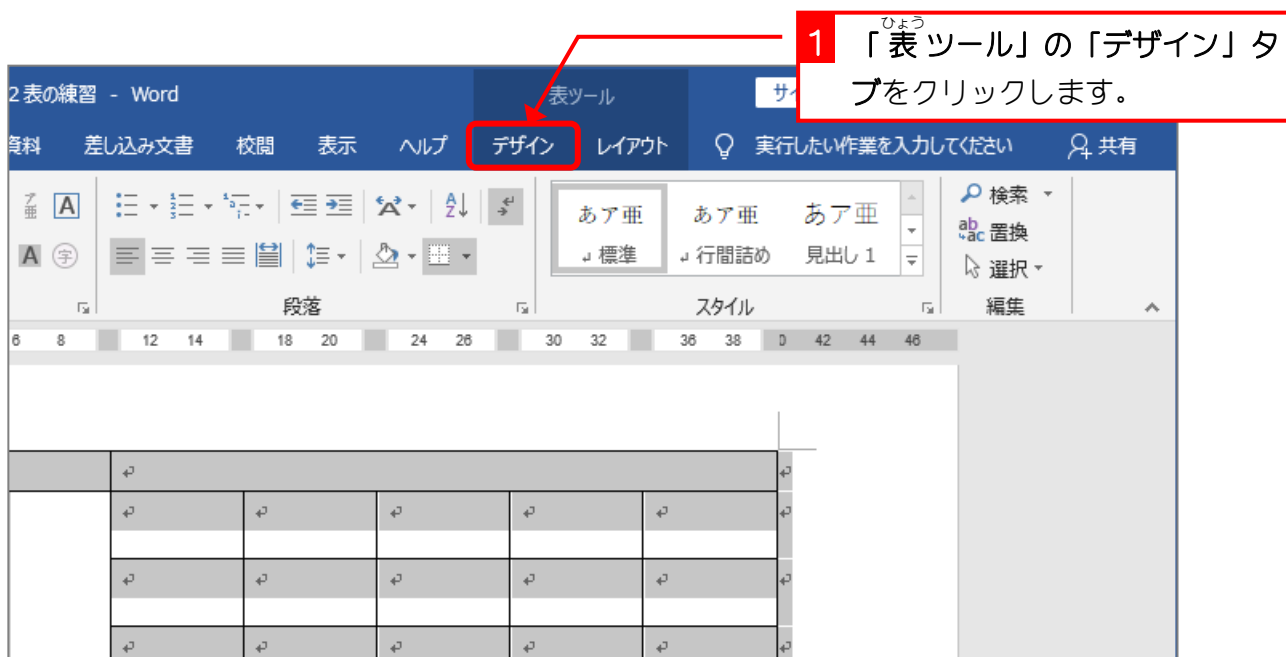 ひょう
1 「表ツール」の「デザイン」タ
ブをクリックします。
2 表の練習 - Word
表ツール
資料 差し込み文書 校閲 表示 ヘルプ デザイン レイアウト 実行したい作業を入力してください 共有
あア亜 あア亜 あア亜
標準 行間詰め 見出し 1
検索
置換
選択
段落 スタイル 編集
6 8 12 14 18 20 24 26 30 32 36 38 42 44 46